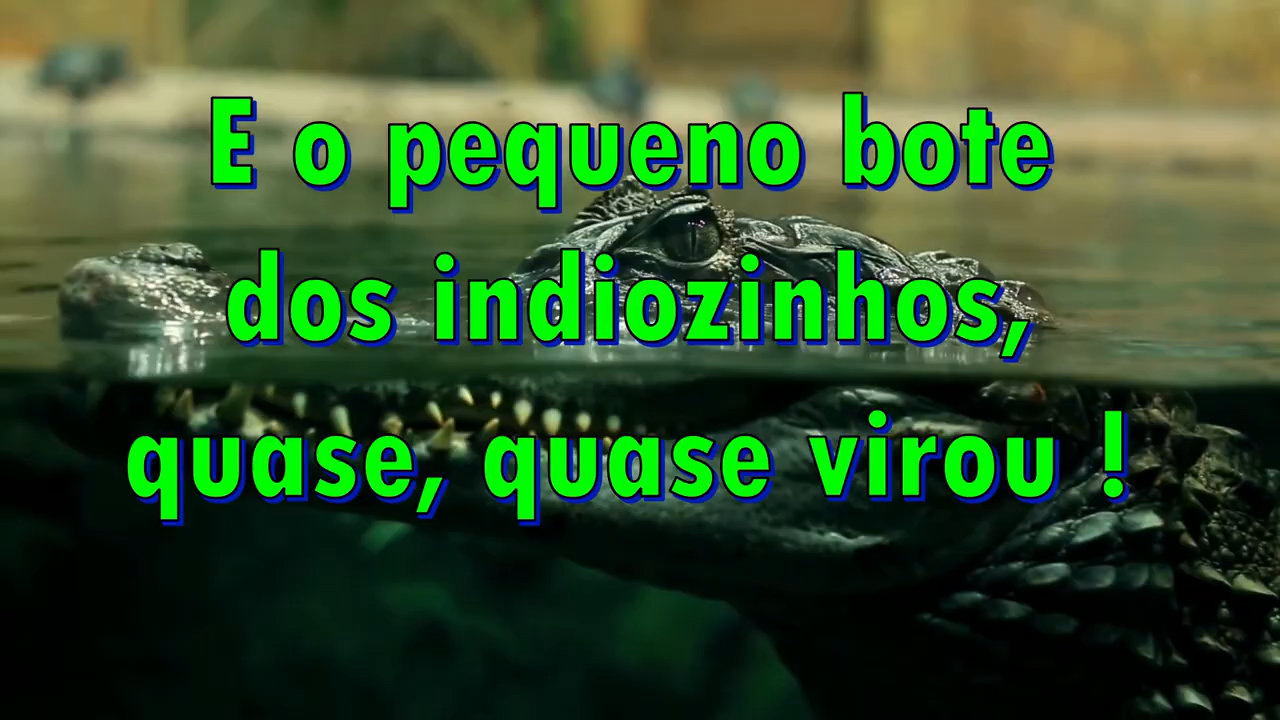 E o pequeno bote
dos indiozinhos,
quase, quase virou !